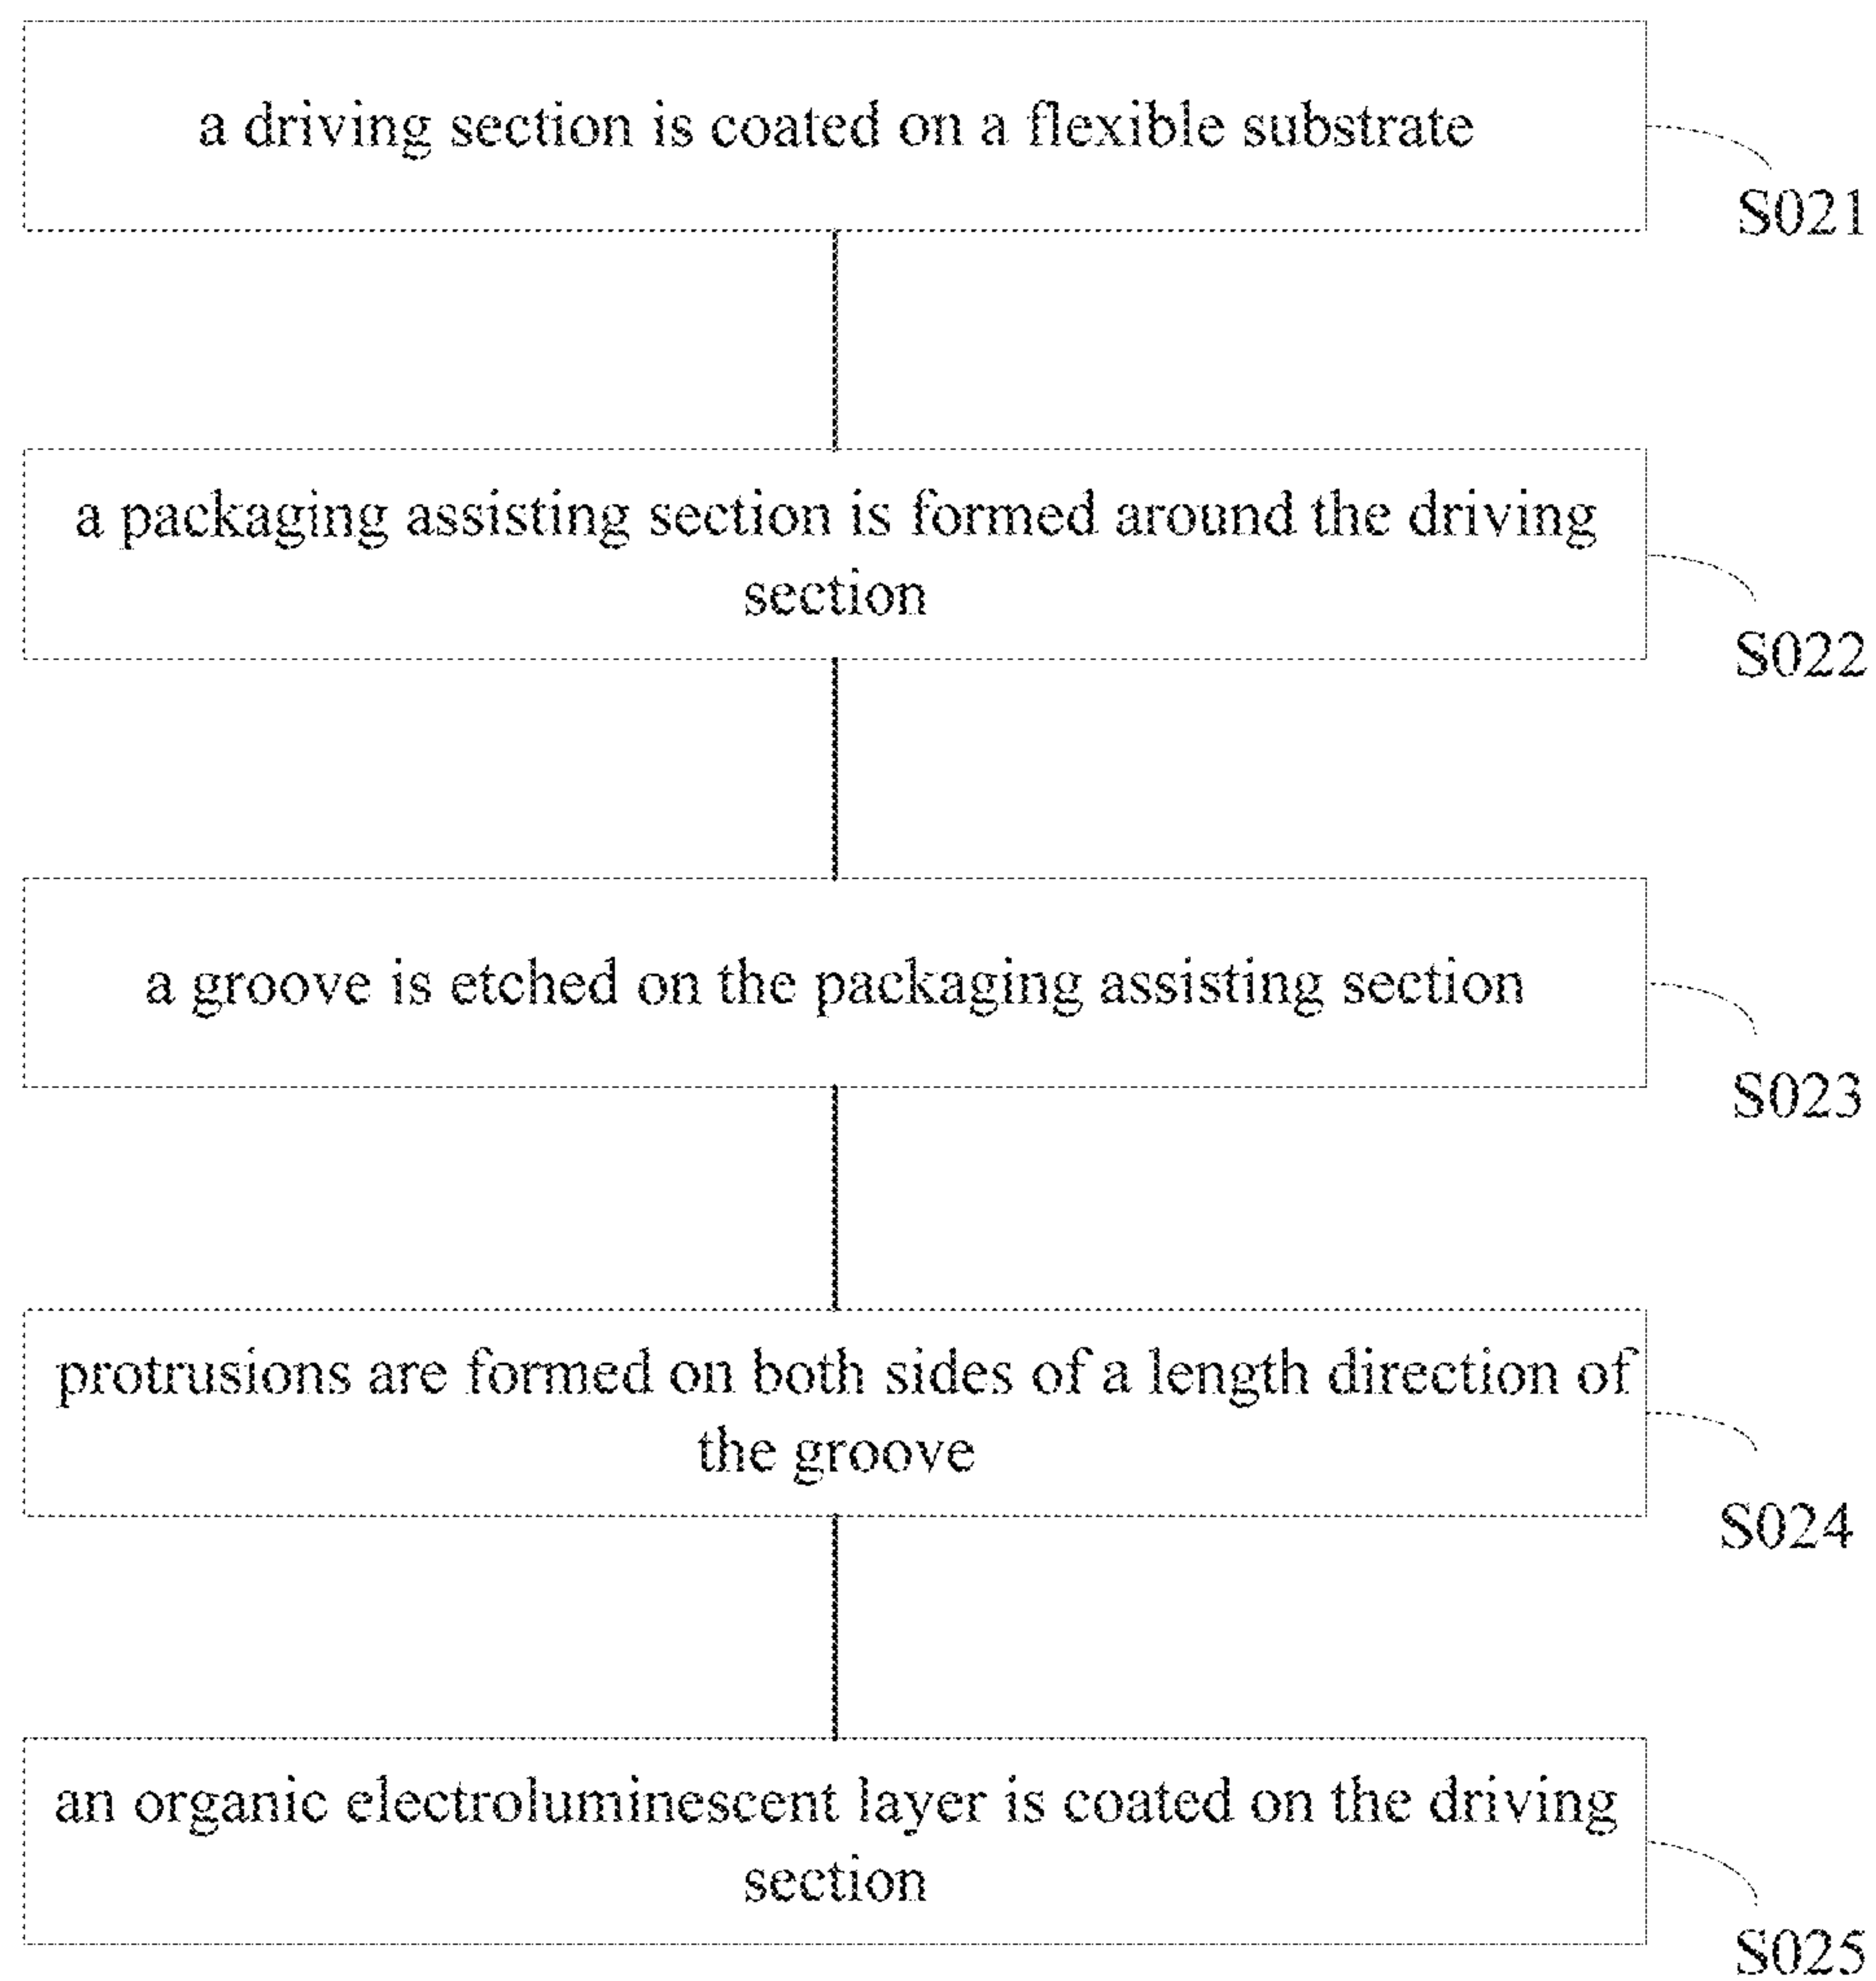 a driving section is coated on a flexible substrate
S021
a packaging assisting section is formed around the driving
section
S022
a groove is etched on the packaging assisting section
S023
protrusions are formed on both sides of a length direction of
the groove
S024
an organic electroluminescent layer is coated on the driving
section
S025